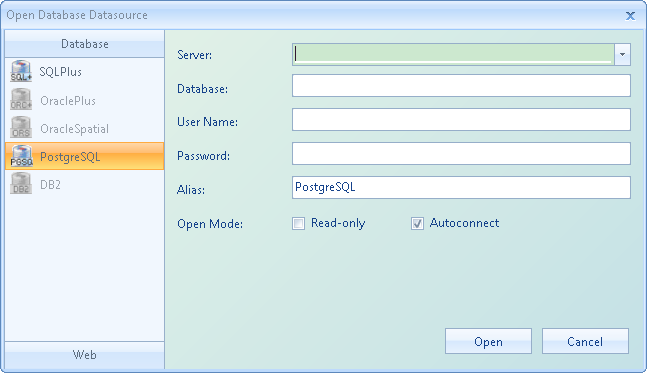 Open Database Datasource
Database
SQL+ SQLPlus
ORC+ OraclePlus
ORS OracleSpatial
PGSQ PostgreSQL
DB2 DB2
Web
Server:
Database:
User Name:
Password:
Alias: PostgreSQL
Open Mode: Read-only Autoconnect
Open Cancel